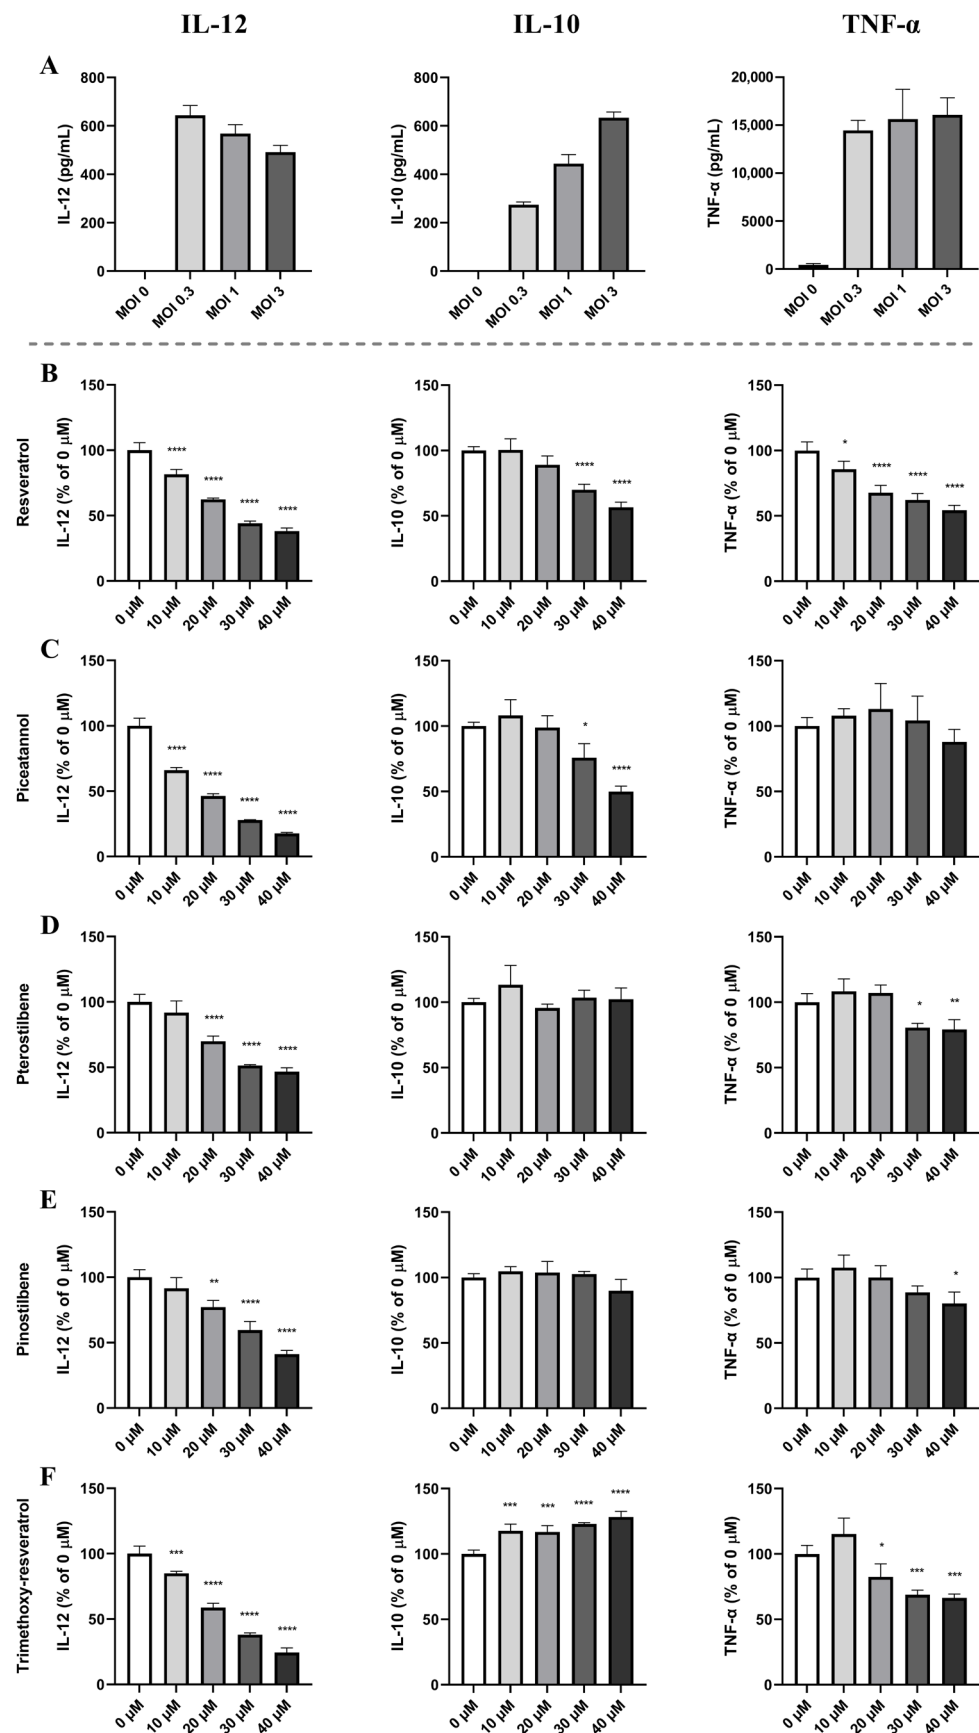 IL-12 IL-10 TNF-α
A
IL-12 (pg/mL)
800
600
400
200
0
MOI 0 MOI 0.3 MOI 1 MOI 3
IL-10 (pg/mL)
800
600
400
200
0
MOI 0 MOI 0.3 MOI 1 MOI 3
TNF-α (pg/mL)
20,000
15,000
10,000
5000
0
MOI 0 MOI 0.3 MOI 1 MOI 3
B
Resveratrol
IL-12 (% of 0 μM)
150
100
50
0
**** **** **** ****
0 μM 10 μM 20 μM 30 μM 40 μM
IL-10 (% of 0 μM)
150
100
50
0
**** ****
0 μM 10 μM 20 μM 30 μM 40 μM
TNF-α (% of 0 μM)
150
100
50
0
* **** **** ****
0 μM 10 μM 20 μM 30 μM 40 μM
C
Piceatannol
IL-12 (% of 0 μM)
150
100
50
0
**** **** **** ****
0 μM 10 μM 20 μM 30 μM 40 μM
IL-10 (% of 0 μM)
150
100
50
0
* ****
0 μM 10 μM 20 μM 30 μM 40 μM
TNF-α (% of 0 μM)
150
100
50
0
0 μM 10 μM 20 μM 30 μM 40 μM
D
Pterostilbene
IL-12 (% of 0 μM)
150
100
50
0
**** **** ****
0 μM 10 μM 20 μM 30 μM 40 μM
IL-10 (% of 0 μM)
150
100
50
0
0 μM 10 μM 20 μM 30 μM 40 μM
TNF-α (% of 0 μM)
150
100
50
0
* **
0 μM 10 μM 20 μM 30 μM 40 μM
E
Pinostilbene
IL-12 (% of 0 μM)
150
100
50
0
** **** ****
0 μM 10 μM 20 μM 30 μM 40 μM
IL-10 (% of 0 μM)
150
100
50
0
0 μM 10 μM 20 μM 30 μM 40 μM
TNF-α (% of 0 μM)
150
100
50
0
*
0 μM 10 μM 20 μM 30 μM 40 μM
F
Trimethoxy-resveratrol
IL-12 (% of 0 μM)
150
100
50
0
*** **** **** ****
0 μM 10 μM 20 μM 30 μM 40 μM
IL-10 (% of 0 μM)
150
100
50
0
*** *** **** ****
0 μM 10 μM 20 μM 30 μM 40 μM
TNF-α (% of 0 μM)
150
100
50
0
* *** ***
0 μM 10 μM 20 μM 30 μM 40 μM